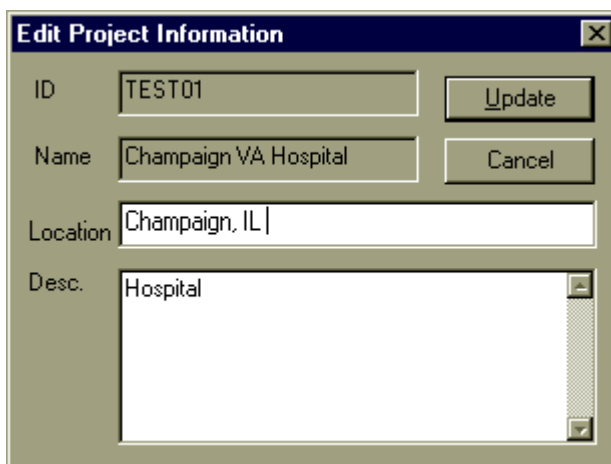 Edit Project Information
ID TEST01 Update
Name Champaign VA Hospital Cancel
Location Champaign, IL
Desc. Hospital